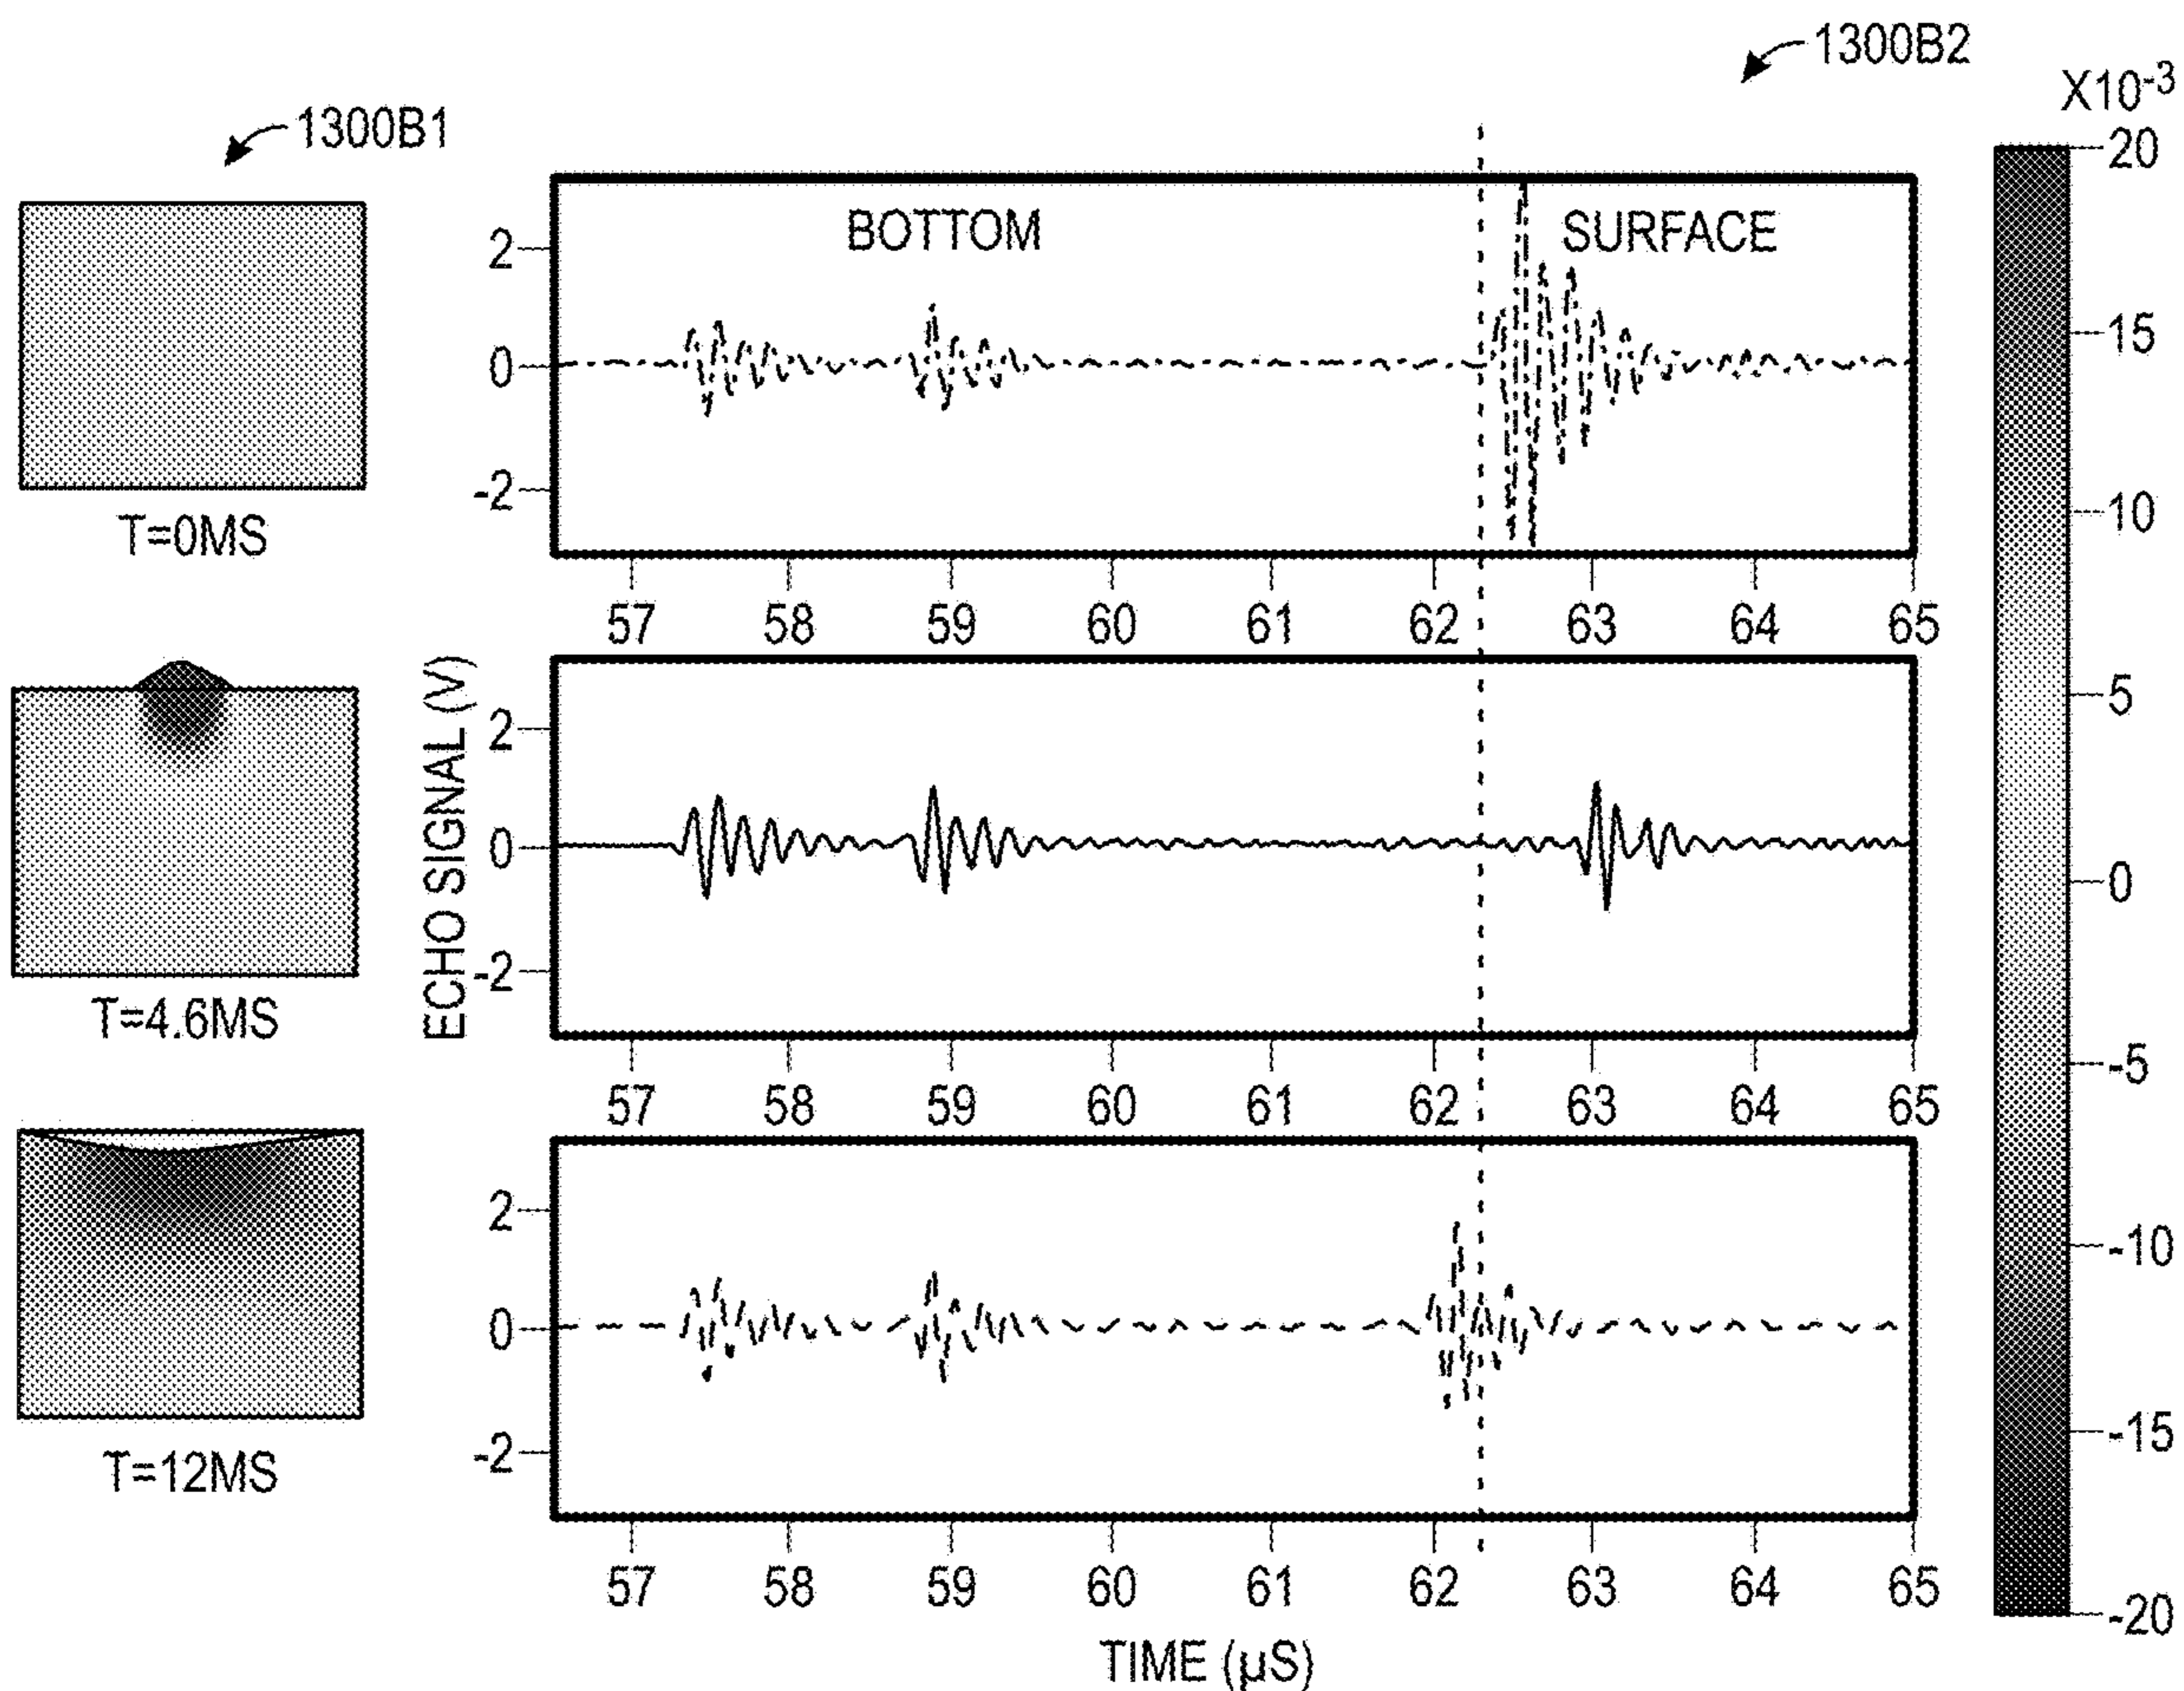 1300B1
1300B2
X10-3
T=0MS
T=4.6MS
T=12MS
ECHO SIGNAL (V)
BOTTOM
SURFACE
2
0
-2
57 58 59 60 61 62 63 64 65
2
0
-2
57 58 59 60 61 62 63 64 65
2
0
-2
57 58 59 60 61 62 63 64 65
TIME (µS)
20
15
10
5
0
-5
-10
-15
-20